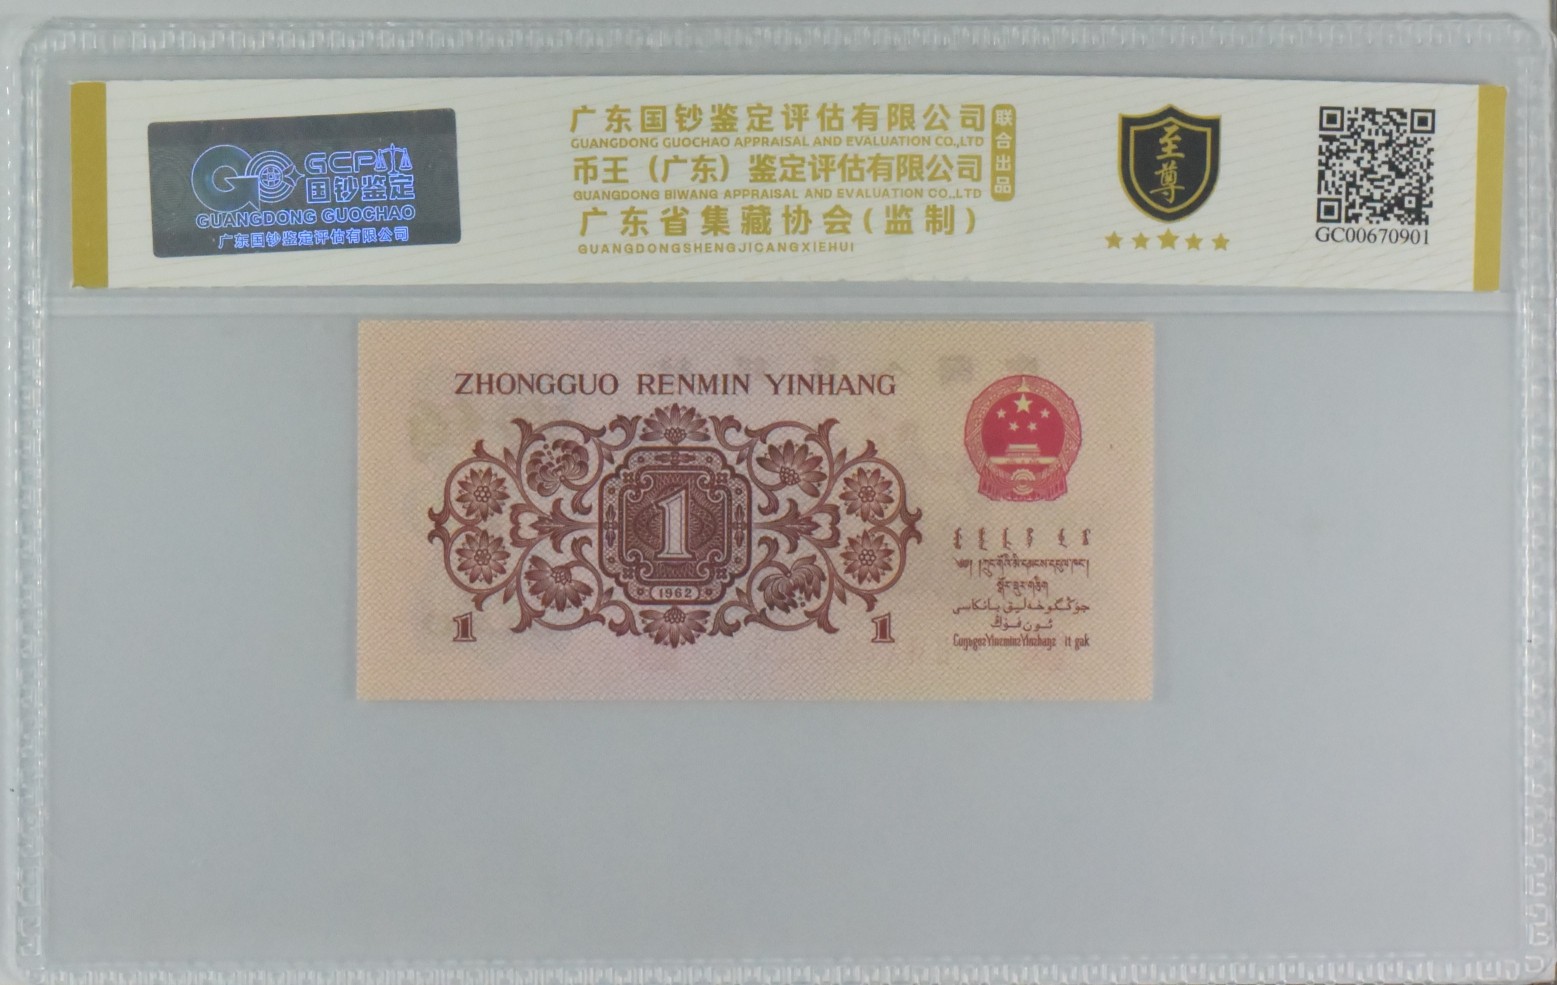 GCP
国钞鉴定
GUANGDONG GUOCHAO
广东国钞鉴定评估有限公司
广东国钞鉴定评估有限公司
GUANGDONG GUOCHAO APPRAISAL AND EVALUATION CO.,LTD
币王（广东）鉴定评估有限公司
GUANGDONG BIWANG APPRAISAL AND EVALUATION CO.,LTD
广东省集藏协会(监制)
GUANGDONGSHENGJICANGXIEHUI
联合出品
至尊
GC00670901
ZHONGGUO RENMIN YINHANG
1
1962
1
1